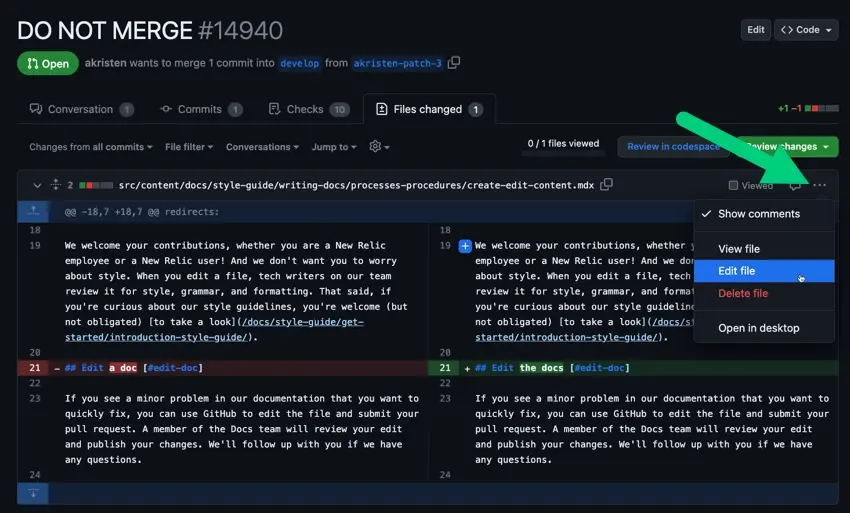 DO NOT MERGE #14940
Edit
Code
Open
akristen wants to merge 1 commit into develop from akristen-patch-3
Conversation 1
Commits 1
Checks 10
Files changed 1
+1 −1
Changes from all commits
File filter
Conversations
Jump to
0 / 1 files viewed
Review in codespace
Review changes
2 src/content/docs/style-guide/writing-docs/processes-procedures/create-edit-content.mdx
Viewed
@@ -18,7 +18,7 @@ redirects:
18
19 We welcome your contributions, whether you are a New Relic
employee or a New Relic user! And we don't want you to worry
about style. When you edit a file, tech writers on our team
review it for style, grammar, and formatting. That said, if
you're curious about our style guidelines, you're welcome (but
not obligated) [to take a look](/docs/style-guide/get-
started/introduction-style-guide/).
20
21 - ## Edit a doc [#edit-doc]
22
23 If you see a minor problem in our documentation that you want to
quickly fix, you can use GitHub to edit the file and submit your
pull request. A member of the Docs team will review your edit
and publish your changes. We'll follow up with you if we have
any questions.
24
18
19 We welcome your contributions, whether
employee or a New Relic user! And we do
about style. When you edit a file, tech
review it for style, grammar, and forma
you're curious about our style guidelin
not obligated) [to take a look](/docs/s
started/introduction-style-guide/).
20
21 + ## Edit the docs [#edit-doc]
22
23 If you see a minor problem in our documentation that you want to
quickly fix, you can use GitHub to edit the file and submit your
pull request. A member of the Docs team will review your edit
and publish your changes. We'll follow up with you if we have
any questions.
24
Show comments
View file
Edit file
Delete file
Open in desktop